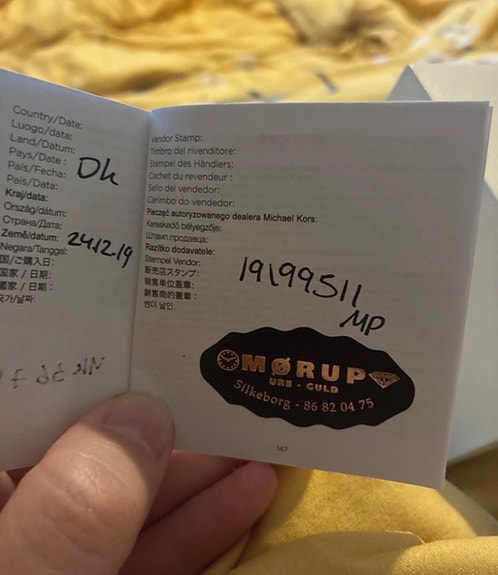 Country/Date:
Luogo/data:
Land/Datum:
Pays/Date :
País/Fecha:
País/Data:
Kraj/data:
Ország/dátum:
Страна/Дата:
Země/datum:
Negara/Tanggal:
国/ご購入日:
国家 / 日期:
國家 / 日期:
국가/날짜:
Dk
24.12.19
Vendor Stamp:
Timbro del rivenditore:
Stempel des Händlers:
Cachet du revendeur :
Sello del vendedor:
Carimbo do vendedor:
Pieczęć autoryzowanego dealera Michael Kors:
Kereskedő bélyegzője:
Штамп продавца:
Razítko dodavatele:
Stempel Vendor:
販売店スタンプ:
销售单位盖章:
銷售商的蓋章:
벤더 날인:
19199511
MP
MØRUP
URE - GULD
Silkeborg - 86 82 04 75
147